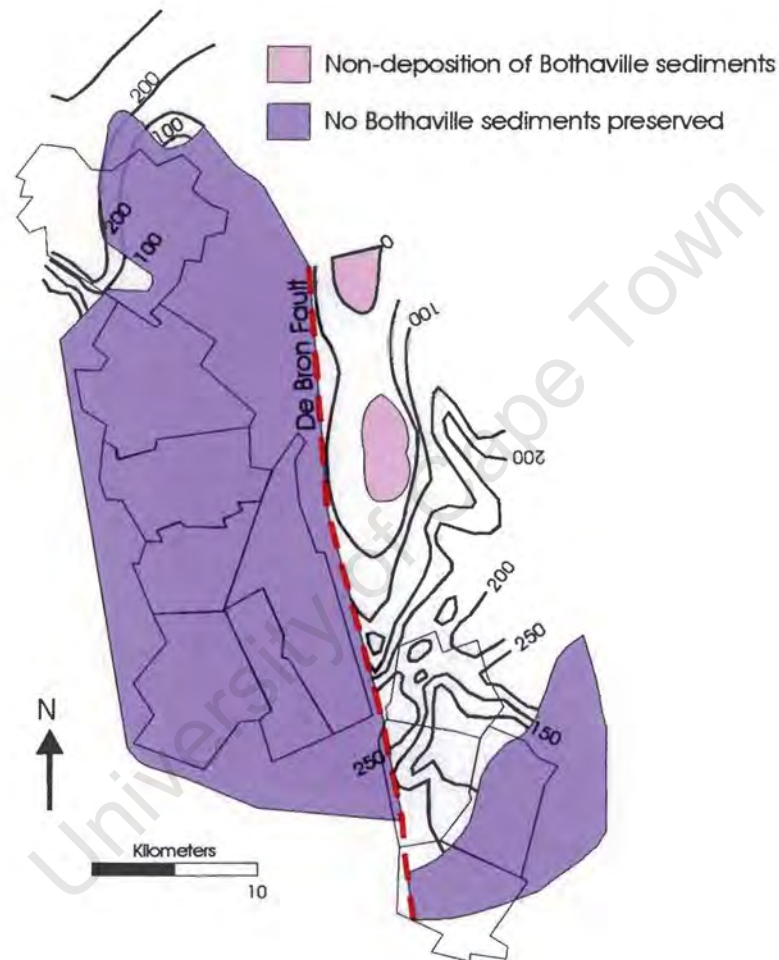 Non-deposition of Bothaville sediments
No Bothaville sediments preserved
200
100
200
100
0
100
De Bron Fault
200
200
250
150
250
N
Kilometers
10
University of Cape Town